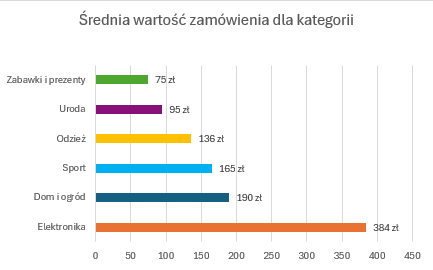 Średnia wartość zamówienia dla kategorii
Zabawki i prezenty 75 zł
Uroda 95 zł
Odzież 136 zł
Sport 165 zł
Dom i ogród 190 zł
Elektronika 384 zł
0 50 100 150 200 250 300 350 400 450